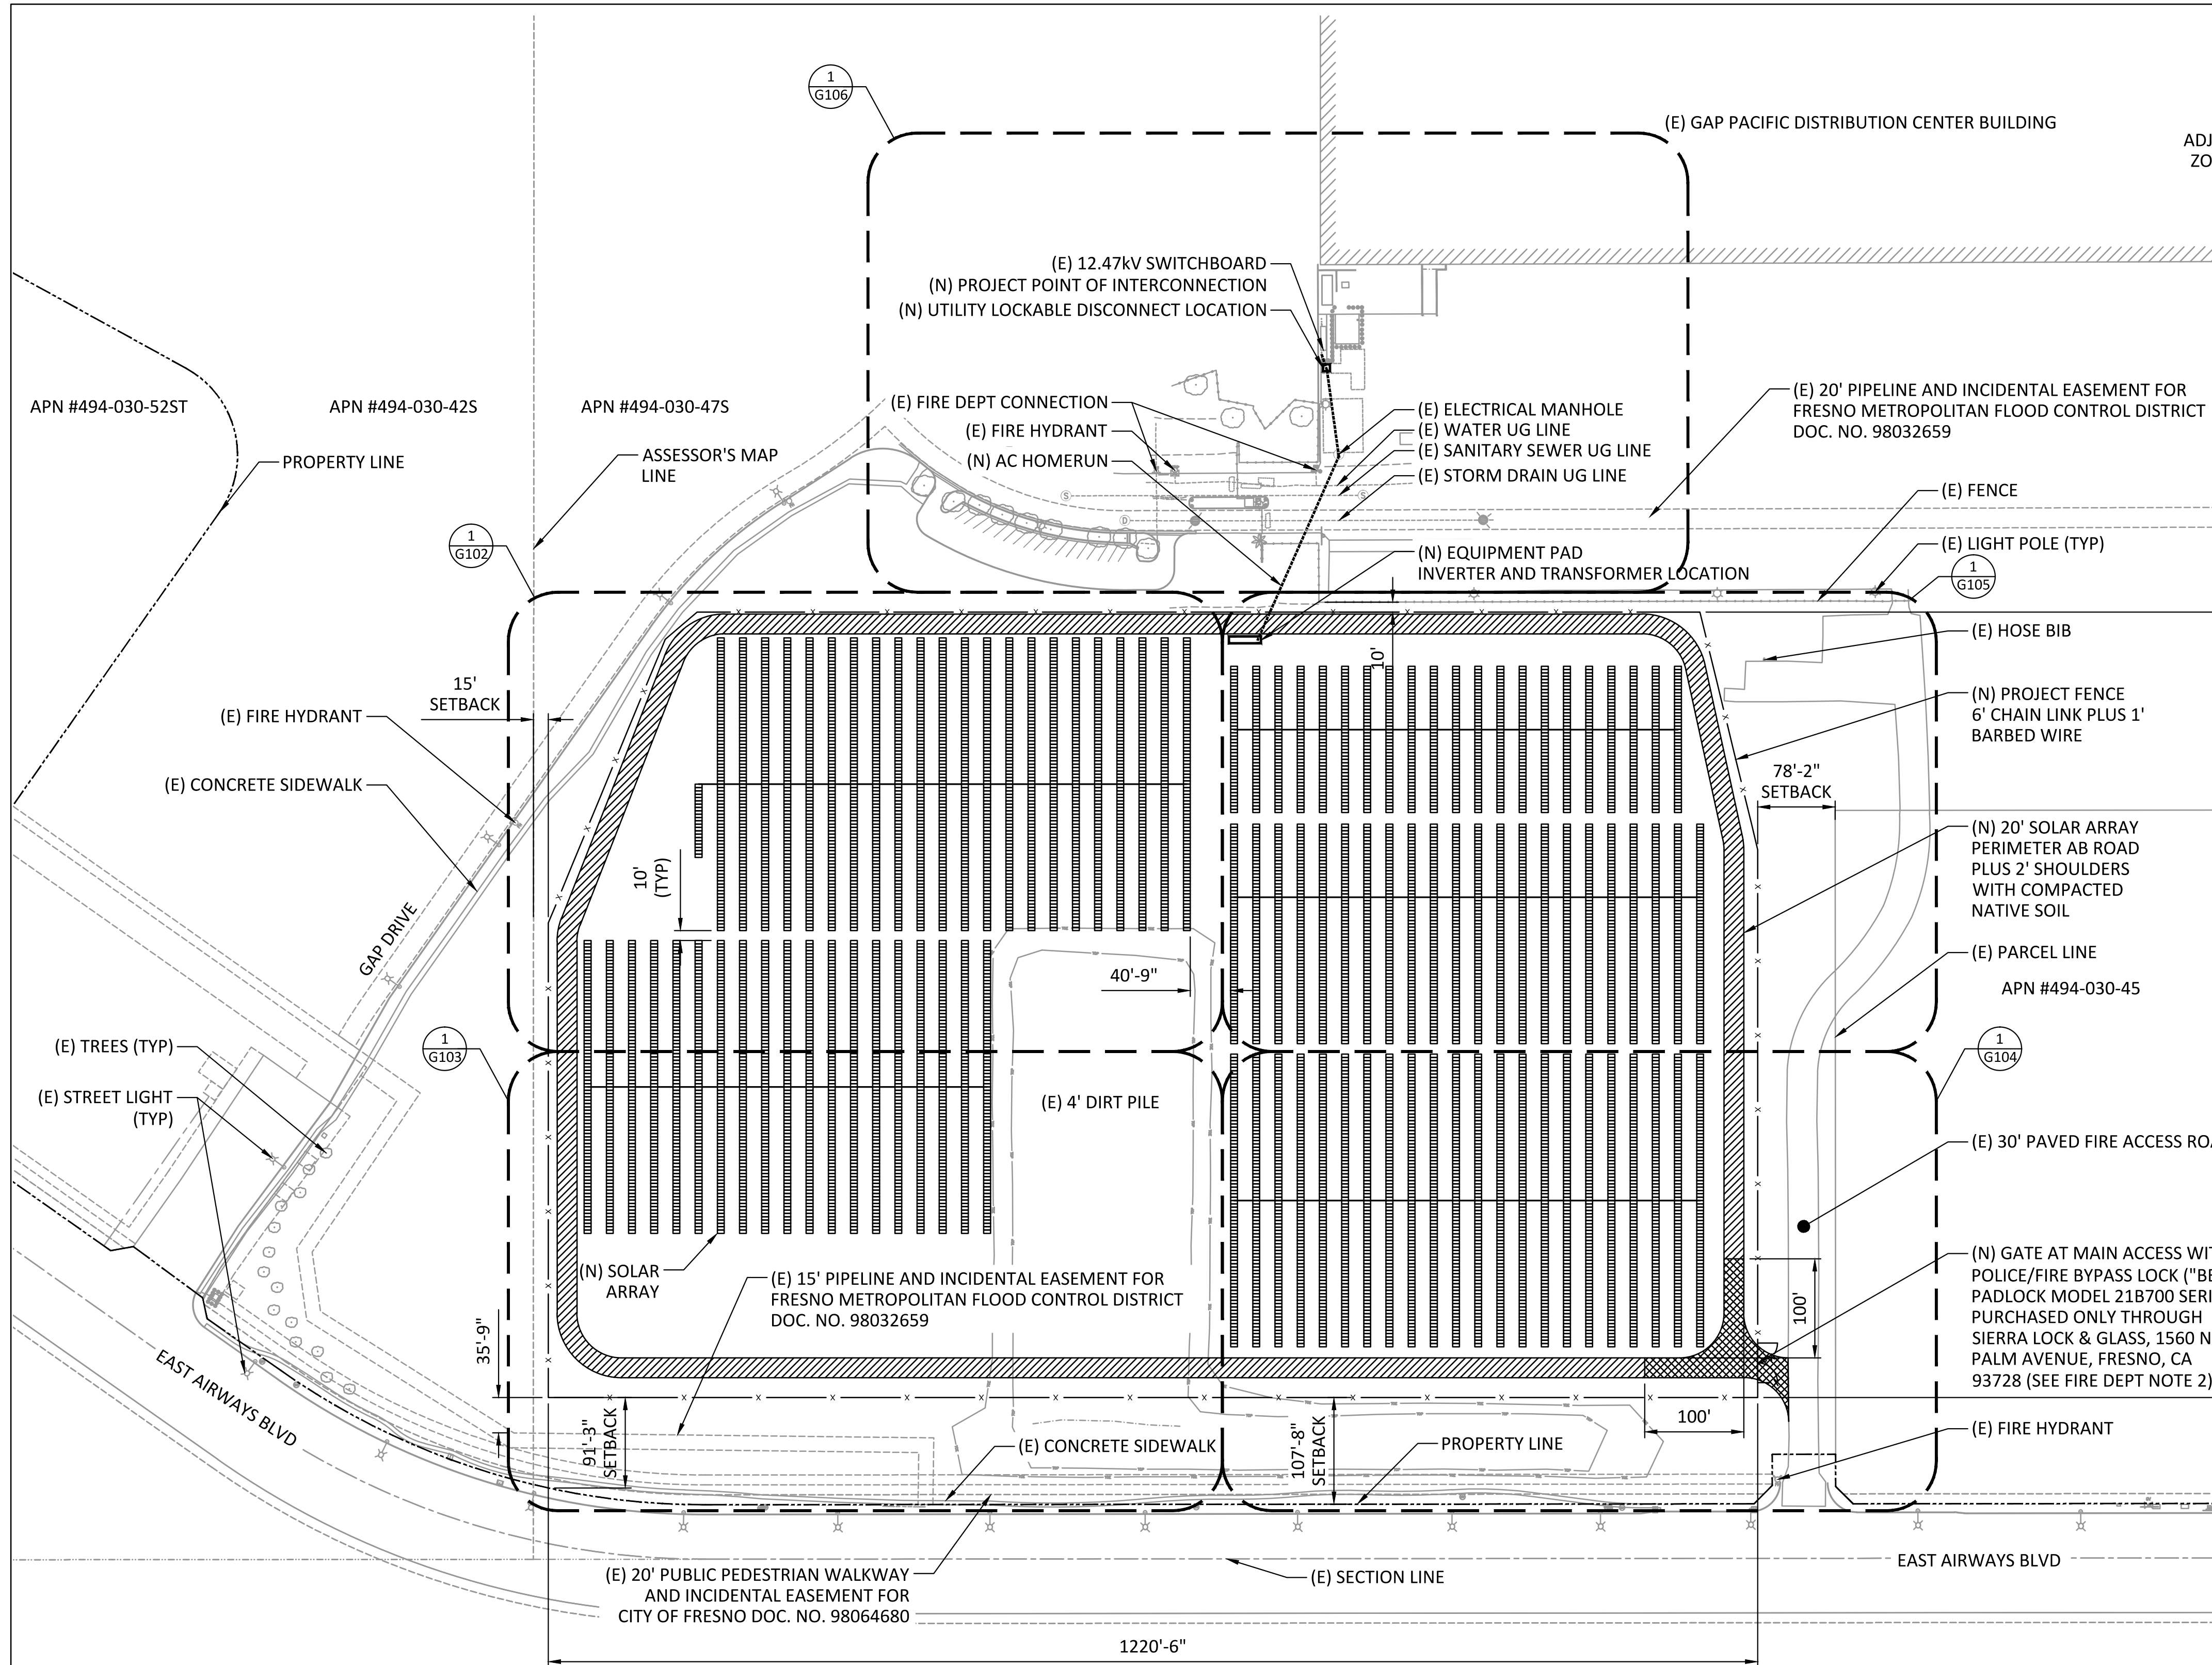 1
G106
(E) GAP PACIFIC DISTRIBUTION CENTER BUILDING
ADJ
ZO
(E) 12.47kV SWITCHBOARD
(N) PROJECT POINT OF INTERCONNECTION
(N) UTILITY LOCKABLE DISCONNECT LOCATION
APN #494-030-52ST
APN #494-030-42S
APN #494-030-47S
PROPERTY LINE
ASSESSOR'S MAP
LINE
(E) FIRE DEPT CONNECTION
(E) FIRE HYDRANT
(N) AC HOMERUN
(E) ELECTRICAL MANHOLE
(E) WATER UG LINE
(E) SANITARY SEWER UG LINE
(E) STORM DRAIN UG LINE
(E) 20' PIPELINE AND INCIDENTAL EASEMENT FOR
FRESNO METROPOLITAN FLOOD CONTROL DISTRICT
DOC. NO. 98032659
S
S
D
(E) FENCE
1
G102
(N) EQUIPMENT PAD
INVERTER AND TRANSFORMER LOCATION
(E) LIGHT POLE (TYP)
1
G105
(E) HOSE BIB
10'
15'
SETBACK
(E) FIRE HYDRANT
(E) CONCRETE SIDEWALK
(N) PROJECT FENCE
6' CHAIN LINK PLUS 1'
BARBED WIRE
78'-2"
SETBACK
(N) 20' SOLAR ARRAY
PERIMETER AB ROAD
PLUS 2' SHOULDERS
WITH COMPACTED
NATIVE SOIL
10'
(TYP)
GAP DRIVE
40'-9"
(E) PARCEL LINE
APN #494-030-45
1
G103
1
G104
(E) TREES (TYP)
(E) STREET LIGHT
(TYP)
(E) 4' DIRT PILE
(E) 30' PAVED FIRE ACCESS ROA
(N) SOLAR
ARRAY
(E) 15' PIPELINE AND INCIDENTAL EASEMENT FOR
FRESNO METROPOLITAN FLOOD CONTROL DISTRICT
DOC. NO. 98032659
(N) GATE AT MAIN ACCESS WIT
POLICE/FIRE BYPASS LOCK ("BE
PADLOCK MODEL 21B700 SERI
PURCHASED ONLY THROUGH
SIERRA LOCK & GLASS, 1560 N
PALM AVENUE, FRESNO, CA
93728 (SEE FIRE DEPT NOTE 2)
100'
35'-9"
EAST AIRWAYS BLVD
91'-3"
SETBACK
107'-8"
SETBACK
100'
(E) CONCRETE SIDEWALK
PROPERTY LINE
(E) FIRE HYDRANT
EAST AIRWAYS BLVD
(E) 20' PUBLIC PEDESTRIAN WALKWAY
AND INCIDENTAL EASEMENT FOR
CITY OF FRESNO DOC. NO. 98064680
(E) SECTION LINE
1220'-6"